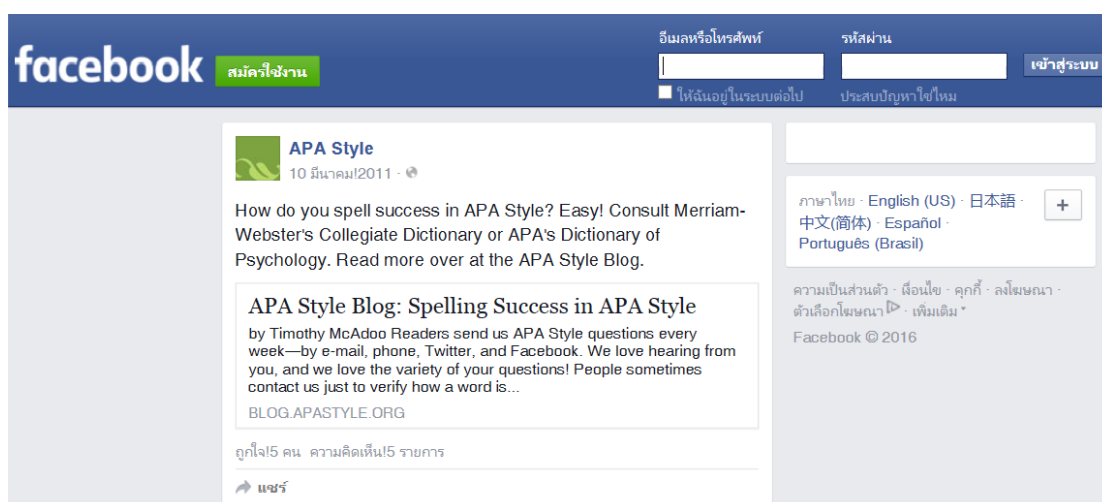 facebook
สมัครใช้งาน
อีเมลหรือโทรศัพท์
รหัสผ่าน
เข้าสู่ระบบ
ให้ฉันอยู่ในระบบต่อไป
ประสบปัญหาใช่ไหม
APA Style
10 มีนาคม!2011 ·
How do you spell success in APA Style? Easy! Consult Merriam-
Webster's Collegiate Dictionary or APA's Dictionary of
Psychology. Read more over at the APA Style Blog.
APA Style Blog: Spelling Success in APA Style
by Timothy McAdoo Readers send us APA Style questions every
week—by e-mail, phone, Twitter, and Facebook. We love hearing from
you, and we love the variety of your questions! People sometimes
contact us just to verify how a word is...
BLOG.APASTYLE.ORG
ถูกใจ!5 คน ความคิดเห็น!5 รายการ
แชร์
ภาษาไทย · English (US) · 日本語 ·
中文(简体) · Español ·
Português (Brasil)
+
ความเป็นส่วนตัว · เงื่อนไข · คุกกี้ · ลงโฆษณา ·
ตัวเลือกโฆษณา · เพิ่มเติม
Facebook © 2016